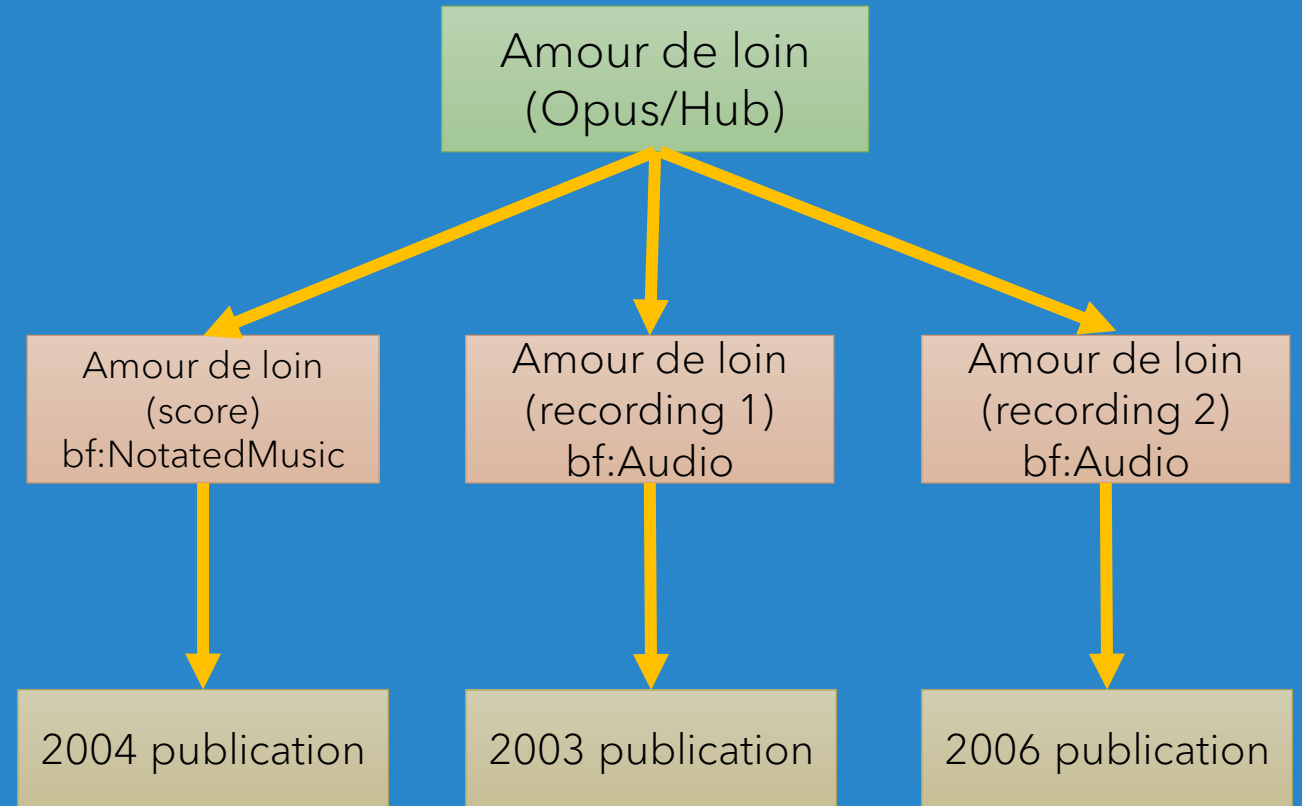 Amour de loin
(Opus/Hub)
Amour de loin
(score)
bf:NotatedMusic
Amour de loin
(recording 1)
bf:Audio
Amour de loin
(recording 2)
bf:Audio
2004 publication
2003 publication
2006 publication